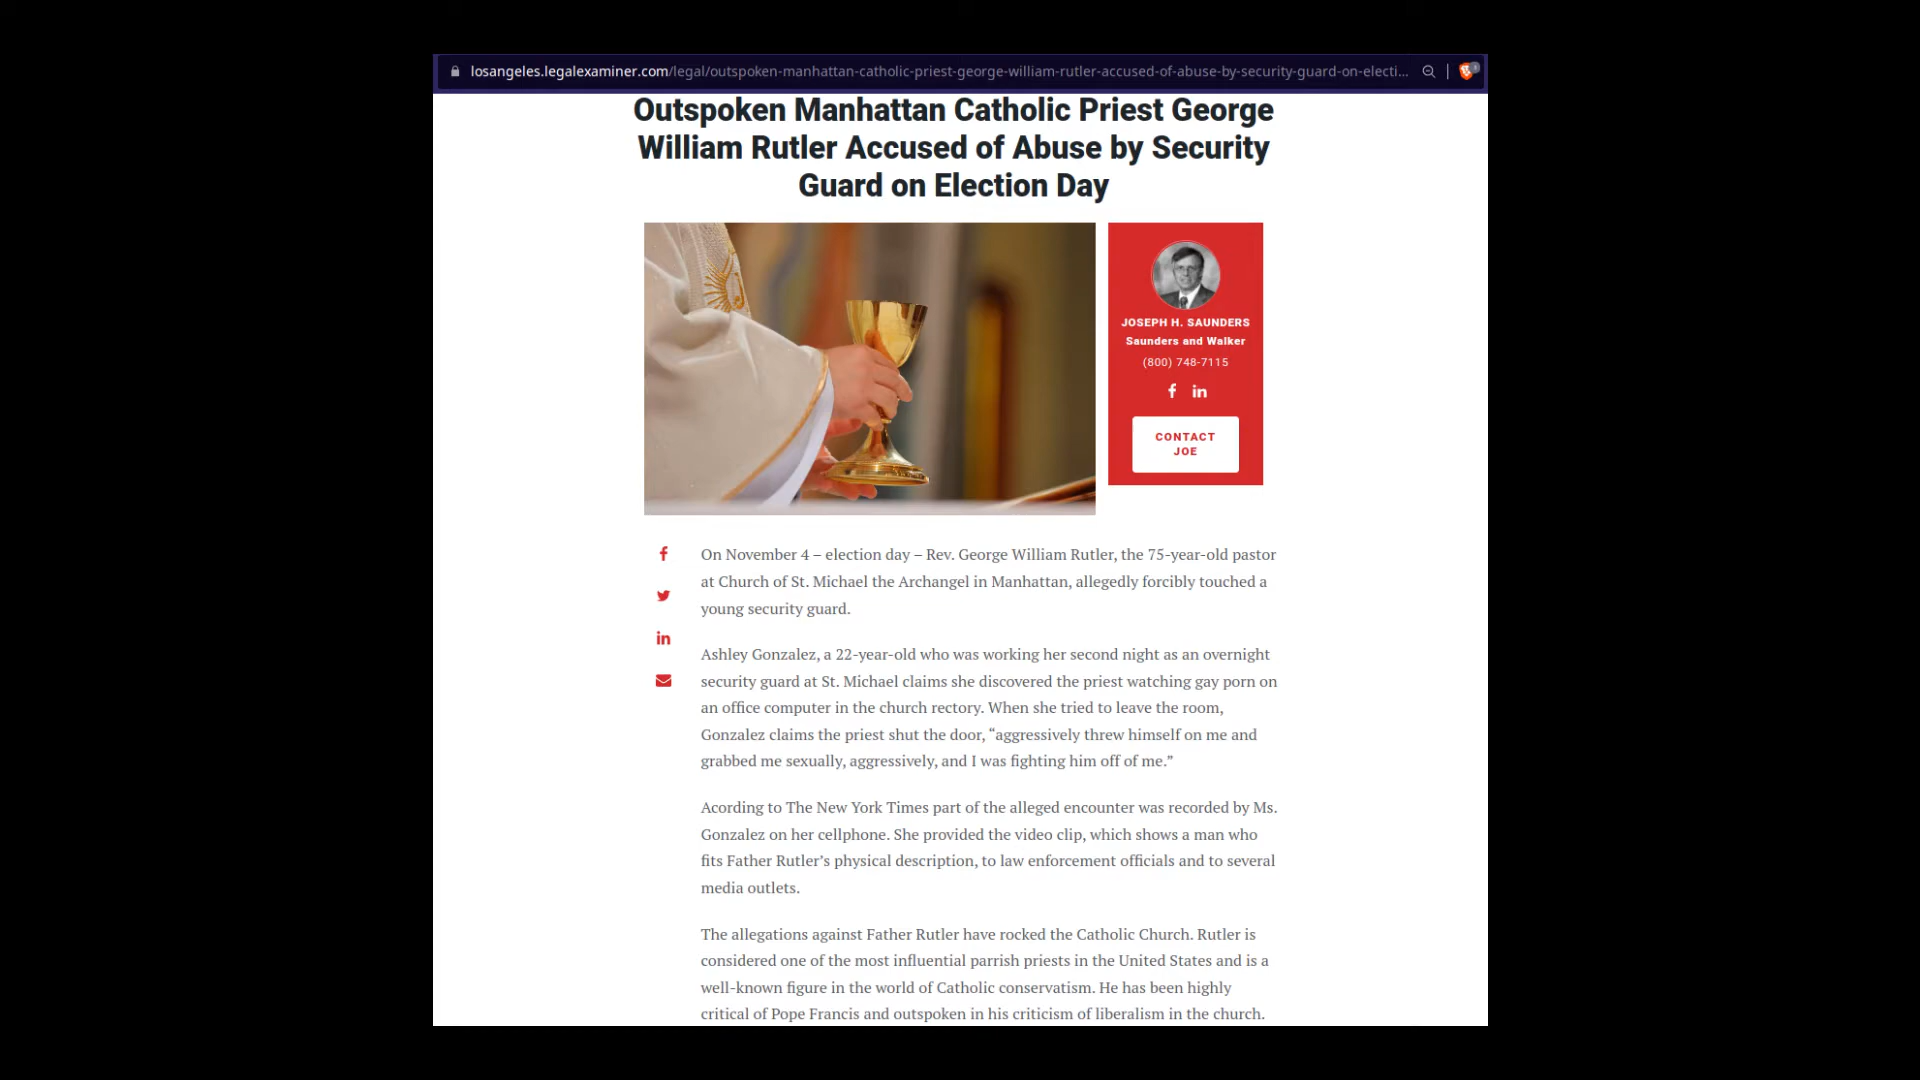 losangeles.legalexaminer.com/legal/outspoken-manhattan-catholic-priest-george-william-rutler-accused-of-abuse-by-security-guard-on-electi...
Outspoken Manhattan Catholic Priest George
William Rutler Accused of Abuse by Security
Guard on Election Day
JOSEPH H. SAUNDERS
Saunders and Walker
(800) 748-7115
CONTACT
JOE
On November 4 – election day – Rev. George William Rutler, the 75-year-old pastor
at Church of St. Michael the Archangel in Manhattan, allegedly forcibly touched a
young security guard.
Ashley Gonzalez, a 22-year-old who was working her second night as an overnight
security guard at St. Michael claims she discovered the priest watching gay porn on
an office computer in the church rectory. When she tried to leave the room,
Gonzalez claims the priest shut the door, “aggressively threw himself on me and
grabbed me sexually, aggressively, and I was fighting him off of me.”
Acording to The New York Times part of the alleged encounter was recorded by Ms.
Gonzalez on her cellphone. She provided the video clip, which shows a man who
fits Father Rutler’s physical description, to law enforcement officials and to several
media outlets.
The allegations against Father Rutler have rocked the Catholic Church. Rutler is
considered one of the most influential parrish priests in the United States and is a
well-known figure in the world of Catholic conservatism. He has been highly
critical of Pope Francis and outspoken in his criticism of liberalism in the church.